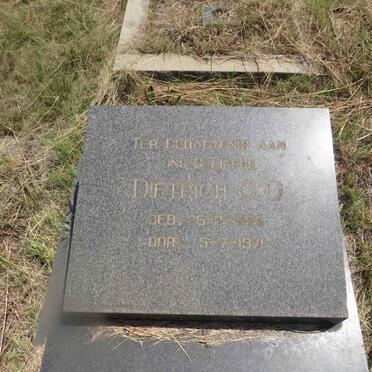 TER GEDAGTENIS AAN
ONS GELIEFDE
DIETRICH
GEB.
OORL. 5-7-1971